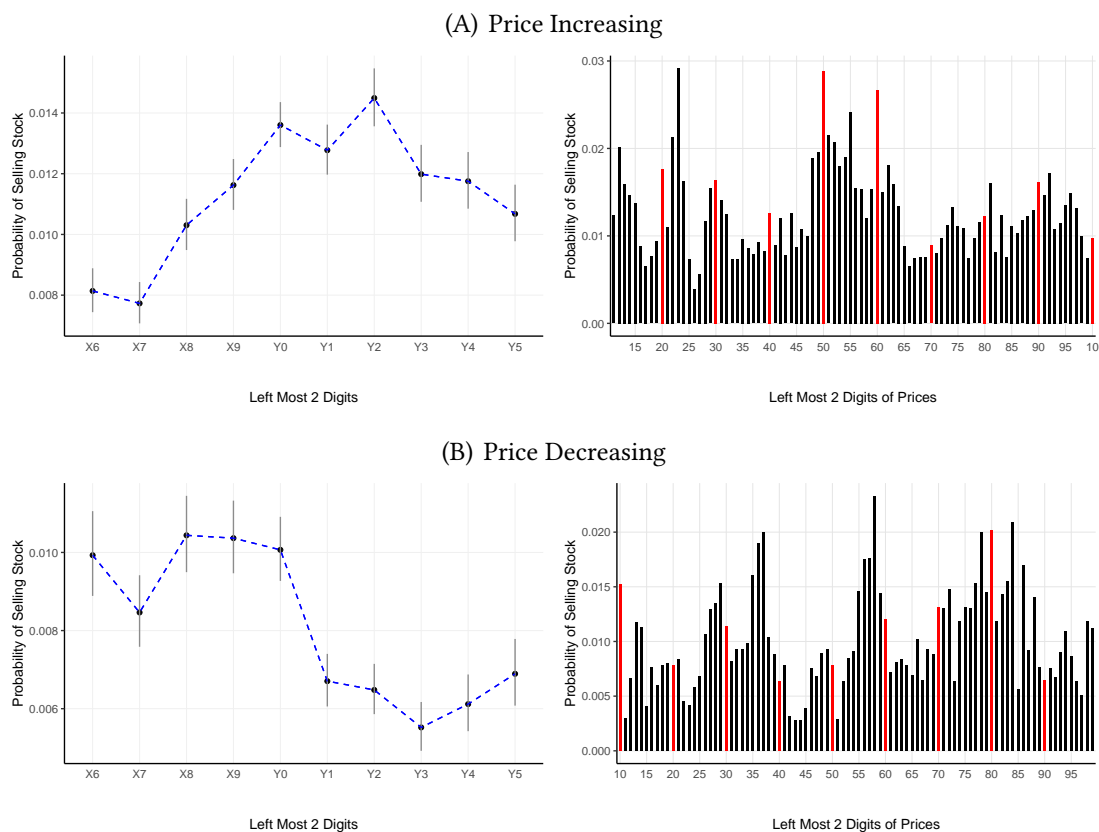 (A) Price Increasing
Probability of Selling Stock
0.014
0.012
0.010
0.008
X6 X7 X8 X9 Y0 Y1 Y2 Y3 Y4 Y5
Left Most 2 Digits
Probability of Selling Stock
0.03
0.02
0.01
0.00
15 20 25 30 35 40 45 50 55 60 65 70 75 80 85 90 95 10
Left Most 2 Digits of Prices
(B) Price Decreasing
Probability of Selling Stock
0.010
0.008
0.006
X6 X7 X8 X9 Y0 Y1 Y2 Y3 Y4 Y5
Left Most 2 Digits
Probability of Selling Stock
0.020
0.015
0.010
0.005
0.000
10 15 20 25 30 35 40 45 50 55 60 65 70 75 80 85 90 95
Left Most 2 Digits of Prices